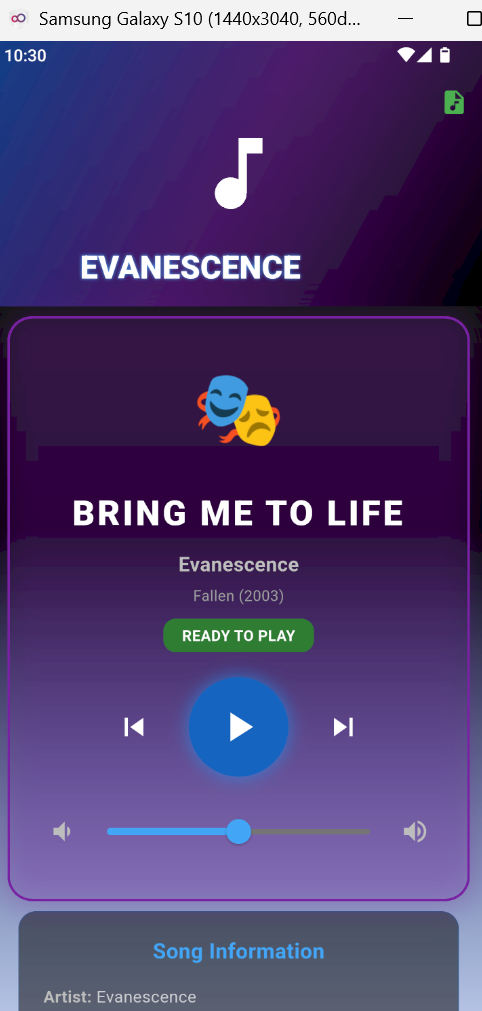 Samsung Galaxy S10 (1440x3040, 560d...
10:30
EVANESCENCE
BRING ME TO LIFE
Evanescence
Fallen (2003)
READY TO PLAY
Song Information
Artist: Evanescence